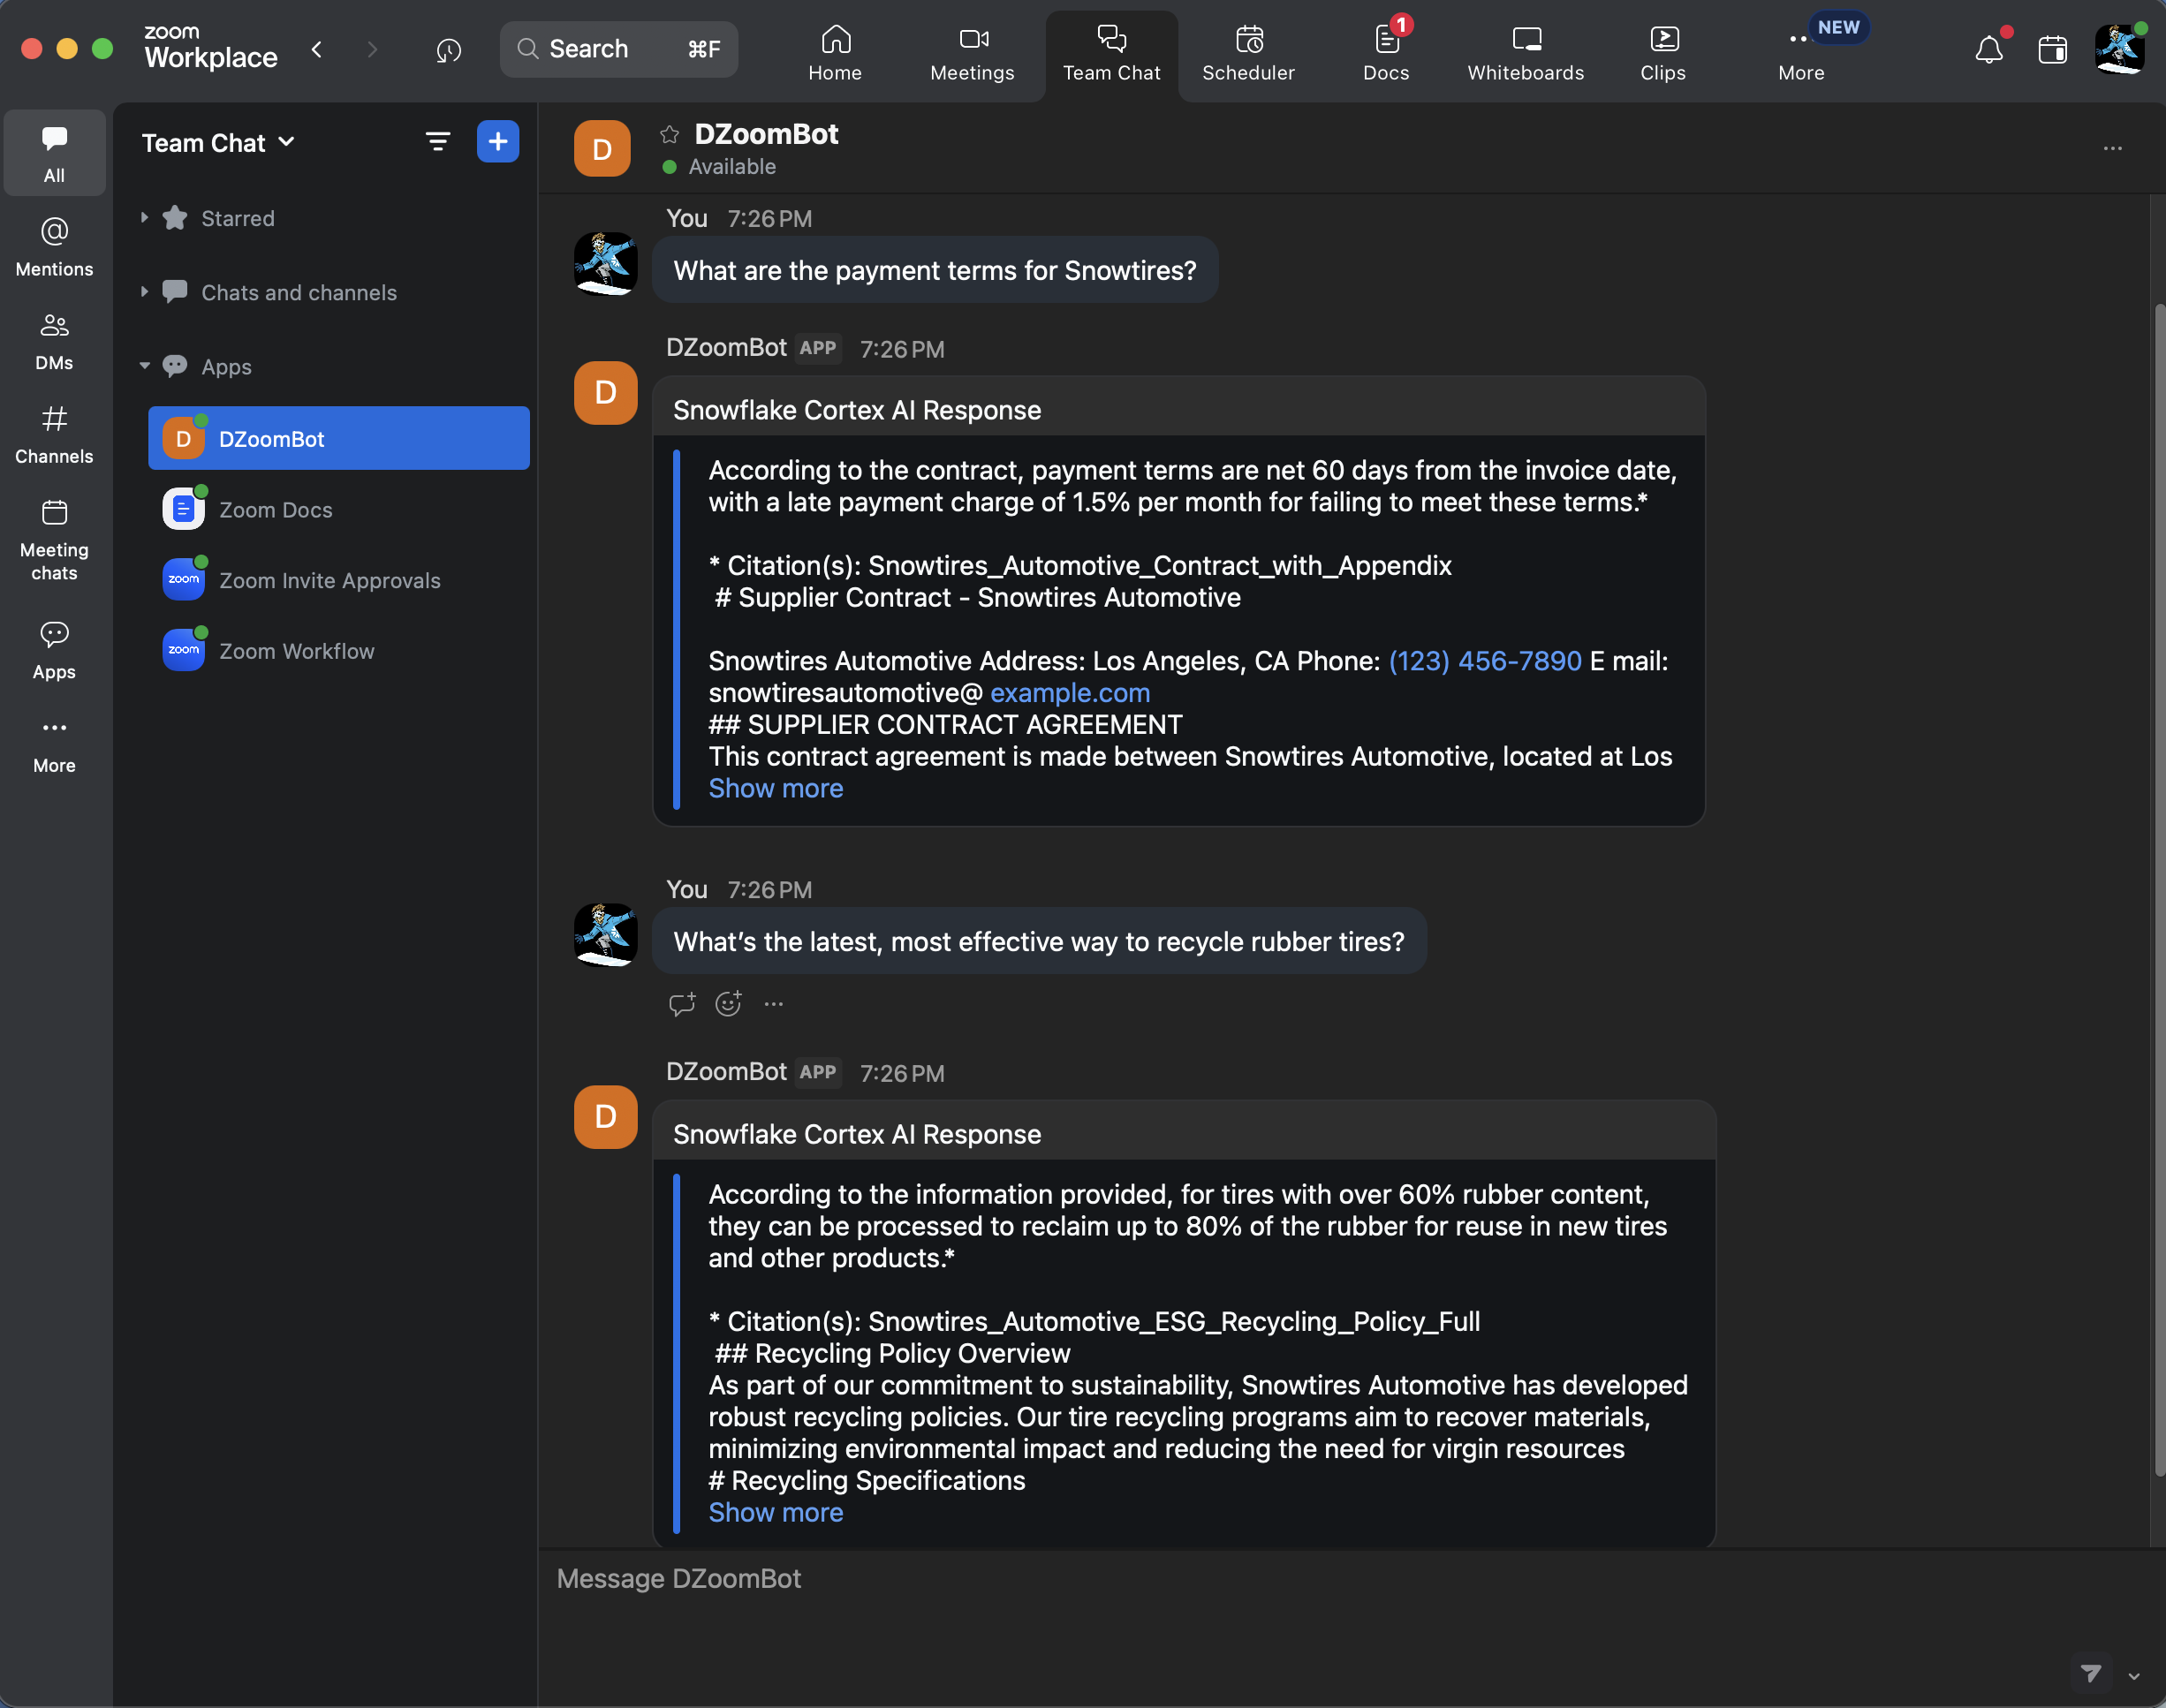 zoom
Workplace
Search ⌘F
Home
Meetings
Team Chat
Scheduler
1
Docs
Whiteboards
Clips
NEW
More
All
Mentions
DMs
Channels
Meeting
chats
Apps
More
Team Chat
Starred
Chats and channels
Apps
D DZoomBot
Zoom Docs
zoom Zoom Invite Approvals
zoom Zoom Workflow
D
DZoomBot
Available
You 7:26 PM
What are the payment terms for Snowtires?
DZoomBot APP 7:26 PM
D
Snowflake Cortex AI Response
According to the contract, payment terms are net 60 days from the invoice date,
with a late payment charge of 1.5% per month for failing to meet these terms.*
* Citation(s): Snowtires_Automotive_Contract_with_Appendix
# Supplier Contract - Snowtires Automotive
Snowtires Automotive Address: Los Angeles, CA Phone: (123) 456-7890 E mail:
snowtiresautomotive@ example.com
## SUPPLIER CONTRACT AGREEMENT
This contract agreement is made between Snowtires Automotive, located at Los
Show more
You 7:26 PM
What's the latest, most effective way to recycle rubber tires?
DZoomBot APP 7:26 PM
D
Snowflake Cortex AI Response
According to the information provided, for tires with over 60% rubber content,
they can be processed to reclaim up to 80% of the rubber for reuse in new tires
and other products.*
* Citation(s): Snowtires_Automotive_ESG_Recycling_Policy_Full
## Recycling Policy Overview
As part of our commitment to sustainability, Snowtires Automotive has developed
robust recycling policies. Our tire recycling programs aim to recover materials,
minimizing environmental impact and reducing the need for virgin resources
# Recycling Specifications
Show more
Message DZoomBot